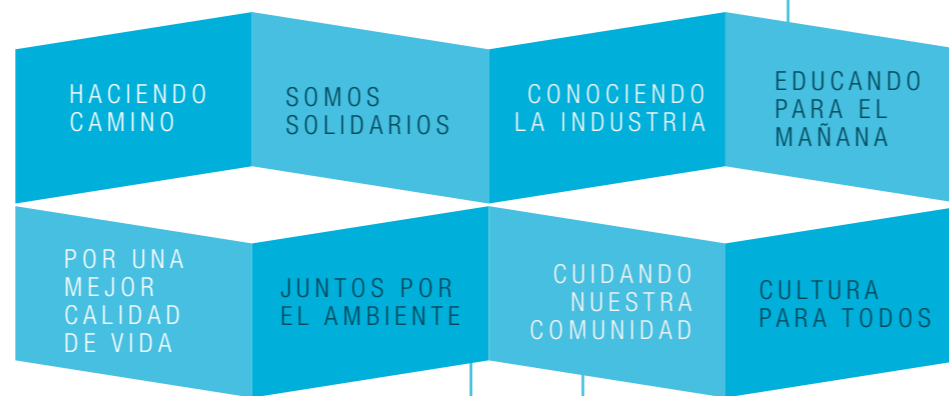 HACIENDO
CAMINO
SOMOS
SOLIDARIOS
CONOCIENDO
LA INDUSTRIA
EDUCANDO
PARA EL
MAÑANA
POR UNA
MEJOR
CALIDAD
DE VIDA
JUNTOS POR
EL AMBIENTE
CUIDANDO
NUESTRA
COMUNIDAD
CULTURA
PARA TODOS